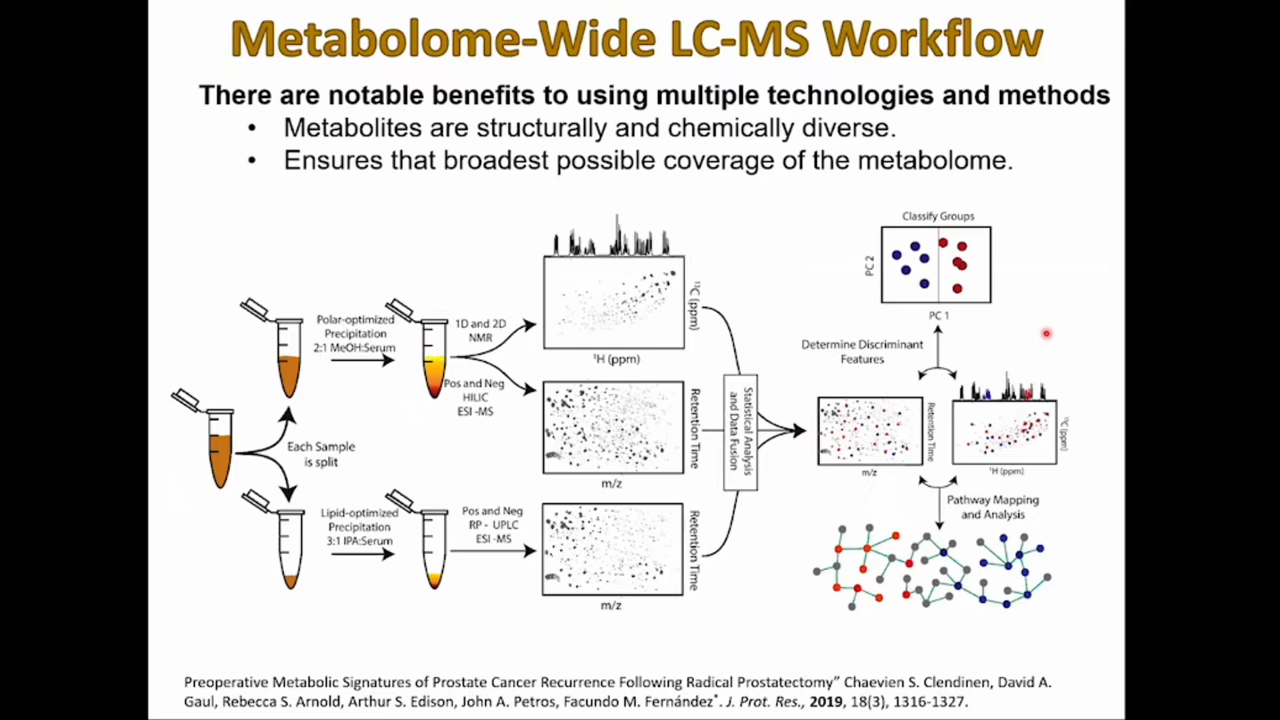 Metabolome-Wide LC-MS Workflow
There are notable benefits to using multiple technologies and methods
• Metabolites are structurally and chemically diverse.
• Ensures that broadest possible coverage of the metabolome.
Each Sample
is split
Polar-optimized
Precipitation
2:1 MeOH:Serum
Lipid-optimized
Precipitation
3:1 IPA:Serum
1D and 2D
NMR
Pos and Neg
HILIC
ESI -MS
Pos and Neg
RP - UPLC
ESI -MS
¹³C (ppm)
¹H (ppm)
Retention Time
m/z
Retention Time
m/z
Statistical Analysis
and Data Fusion
Classify Groups
PC 2
PC 1
Determine Discriminant
Features
Retention Time
m/z
¹³C (ppm)
¹H (ppm)
Pathway Mapping
and Analysis
Preoperative Metabolic Signatures of Prostate Cancer Recurrence Following Radical Prostatectomy” Chaevien S. Clendinen, David A.
Gaul, Rebecca S. Arnold, Arthur S. Edison, John A. Petros, Facundo M. Fernández*. J. Prot. Res., 2019, 18(3), 1316-1327.